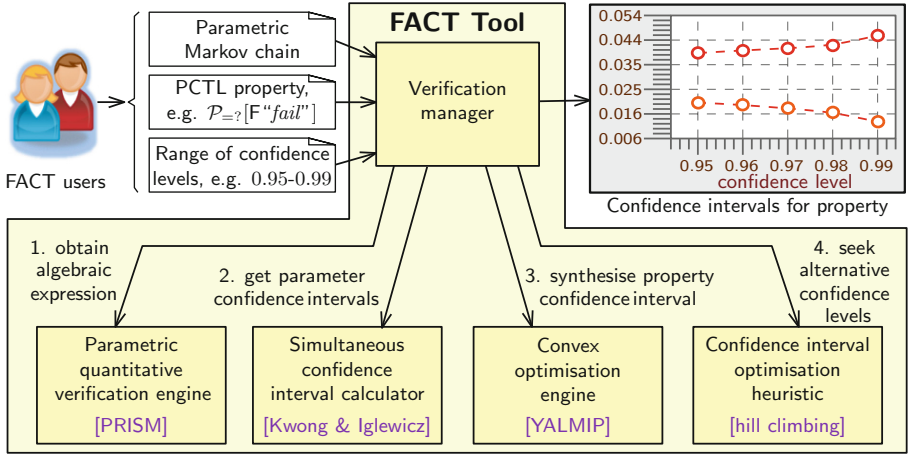 FACT Tool
FACT users
Parametric
Markov chain
PCTL property,
e.g. P=?[F“fail”]
Range of confidence
levels, e.g. 0.95-0.99
Verification
manager
0.054
0.044
0.035
0.025
0.016
0.006
0.95 0.96 0.97 0.98 0.99
confidence level
Confidence intervals for property
1. obtain
algebraic
expression
2. get parameter
confidence intervals
3. synthesise property
confidence interval
4. seek
alternative
confidence
levels
Parametric
quantitative
verification engine
[PRISM]
Simultaneous
confidence
interval calculator
[Kwong & Iglewicz]
Convex
optimisation
engine
[YALMIP]
Confidence interval
optimisation
heuristic
[hill climbing]